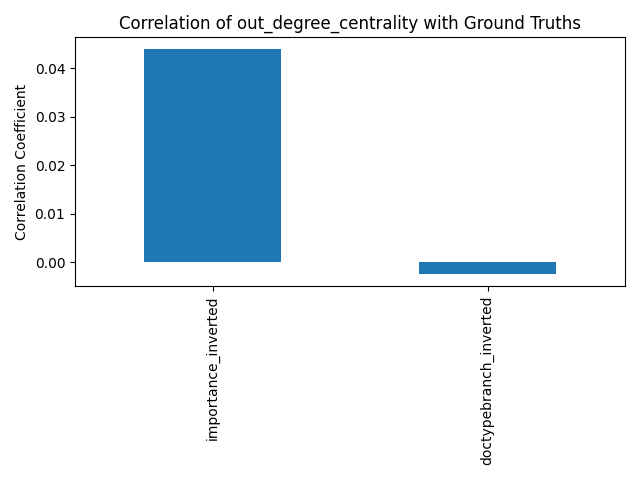 Correlation of out_degree_centrality with Ground Truths
Correlation Coefficient
0.04
0.03
0.02
0.01
0.00
importance_inverted
doctypebranch_inverted